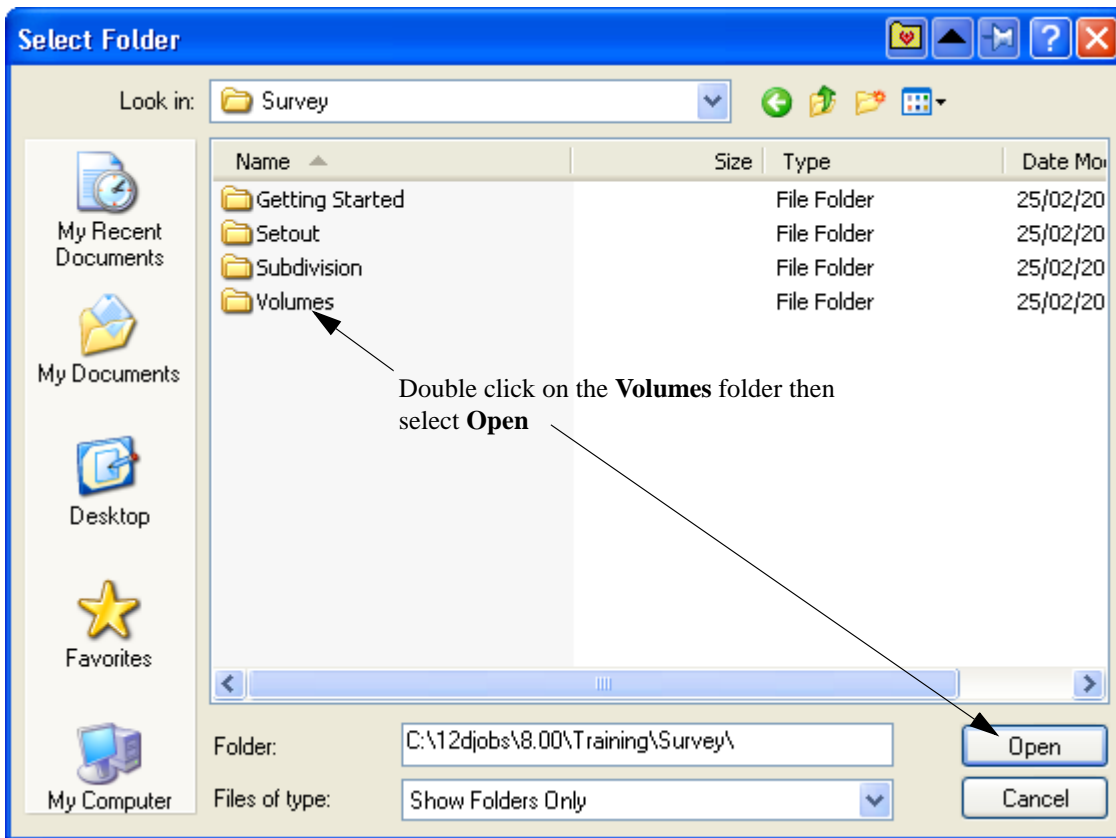 Select Folder
Look in: Survey
Name Size Type Date Mo
Getting Started File Folder 25/02/20
Setout File Folder 25/02/20
Subdivision File Folder 25/02/20
Volumes File Folder 25/02/20
My Recent
Documents
My Documents
Desktop
Favorites
My Computer
Double click on the Volumes folder then
select Open
Folder: C:\12djobs\8.00\Training\Survey\ Open
Files of type: Show Folders Only Cancel